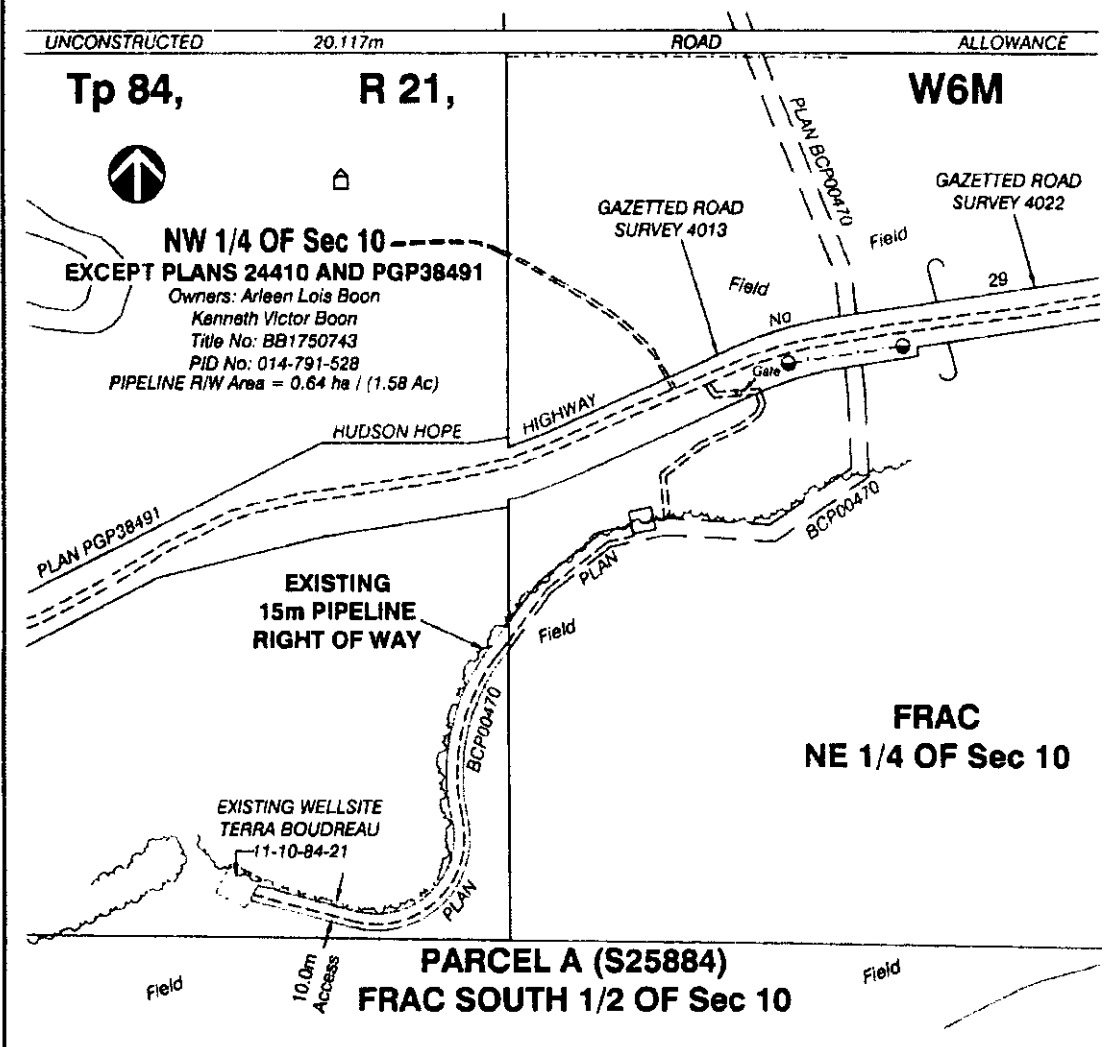 UNCONSTRUCTED 20.117m ROAD ALLOWANCE
Tp 84, R 21, W6M
PLAN BCP00470
GAZETTED ROAD
SURVEY 4013
GAZETTED ROAD
SURVEY 4022
NW 1/4 OF Sec 10
EXCEPT PLANS 24410 AND PGP38491
Owners: Arleen Lois Boon
Kenneth Victor Boon
Title No: BB1750743
PID No: 014-791-528
PIPELINE R/W Area = 0.64 ha / (1.58 Ac)
Field
Field
HUDSON HOPE HIGHWAY No 29
Gate
PLAN PGP38491
EXISTING
15m PIPELINE
RIGHT OF WAY
PLAN BCP00470
Field
PLAN BCP00470
FRAC
NE 1/4 OF Sec 10
EXISTING WELLSITE
TERRA BOUDREAU
11-10-84-21
10.0m
Access
Field
PARCEL A (S25884)
FRAC SOUTH 1/2 OF Sec 10
Field